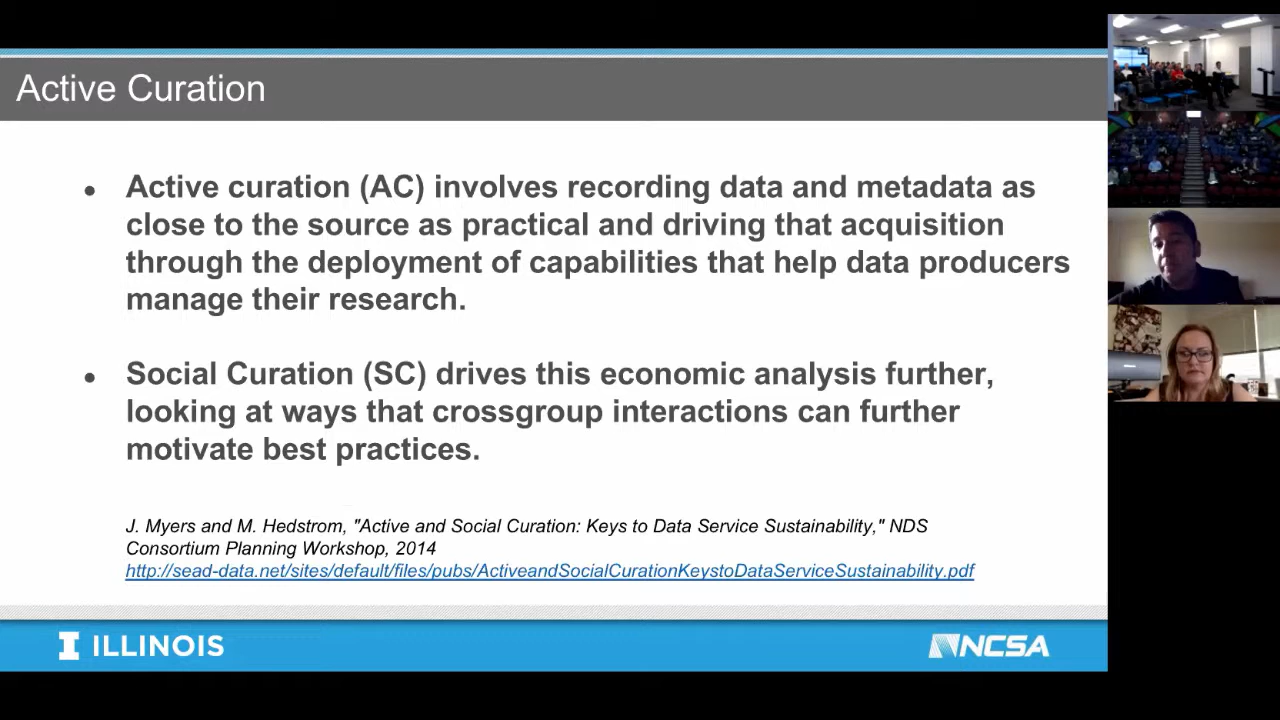 Active Curation
● Active curation (AC) involves recording data and metadata as
close to the source as practical and driving that acquisition
through the deployment of capabilities that help data producers
manage their research.
● Social Curation (SC) drives this economic analysis further,
looking at ways that crossgroup interactions can further
motivate best practices.
J. Myers and M. Hedstrom, "Active and Social Curation: Keys to Data Service Sustainability," NDS
Consortium Planning Workshop, 2014
http://sead-data.net/sites/default/files/pubs/ActiveandSocialCurationKeystoDataServiceSustainability.pdf
I ILLINOIS
NCSA